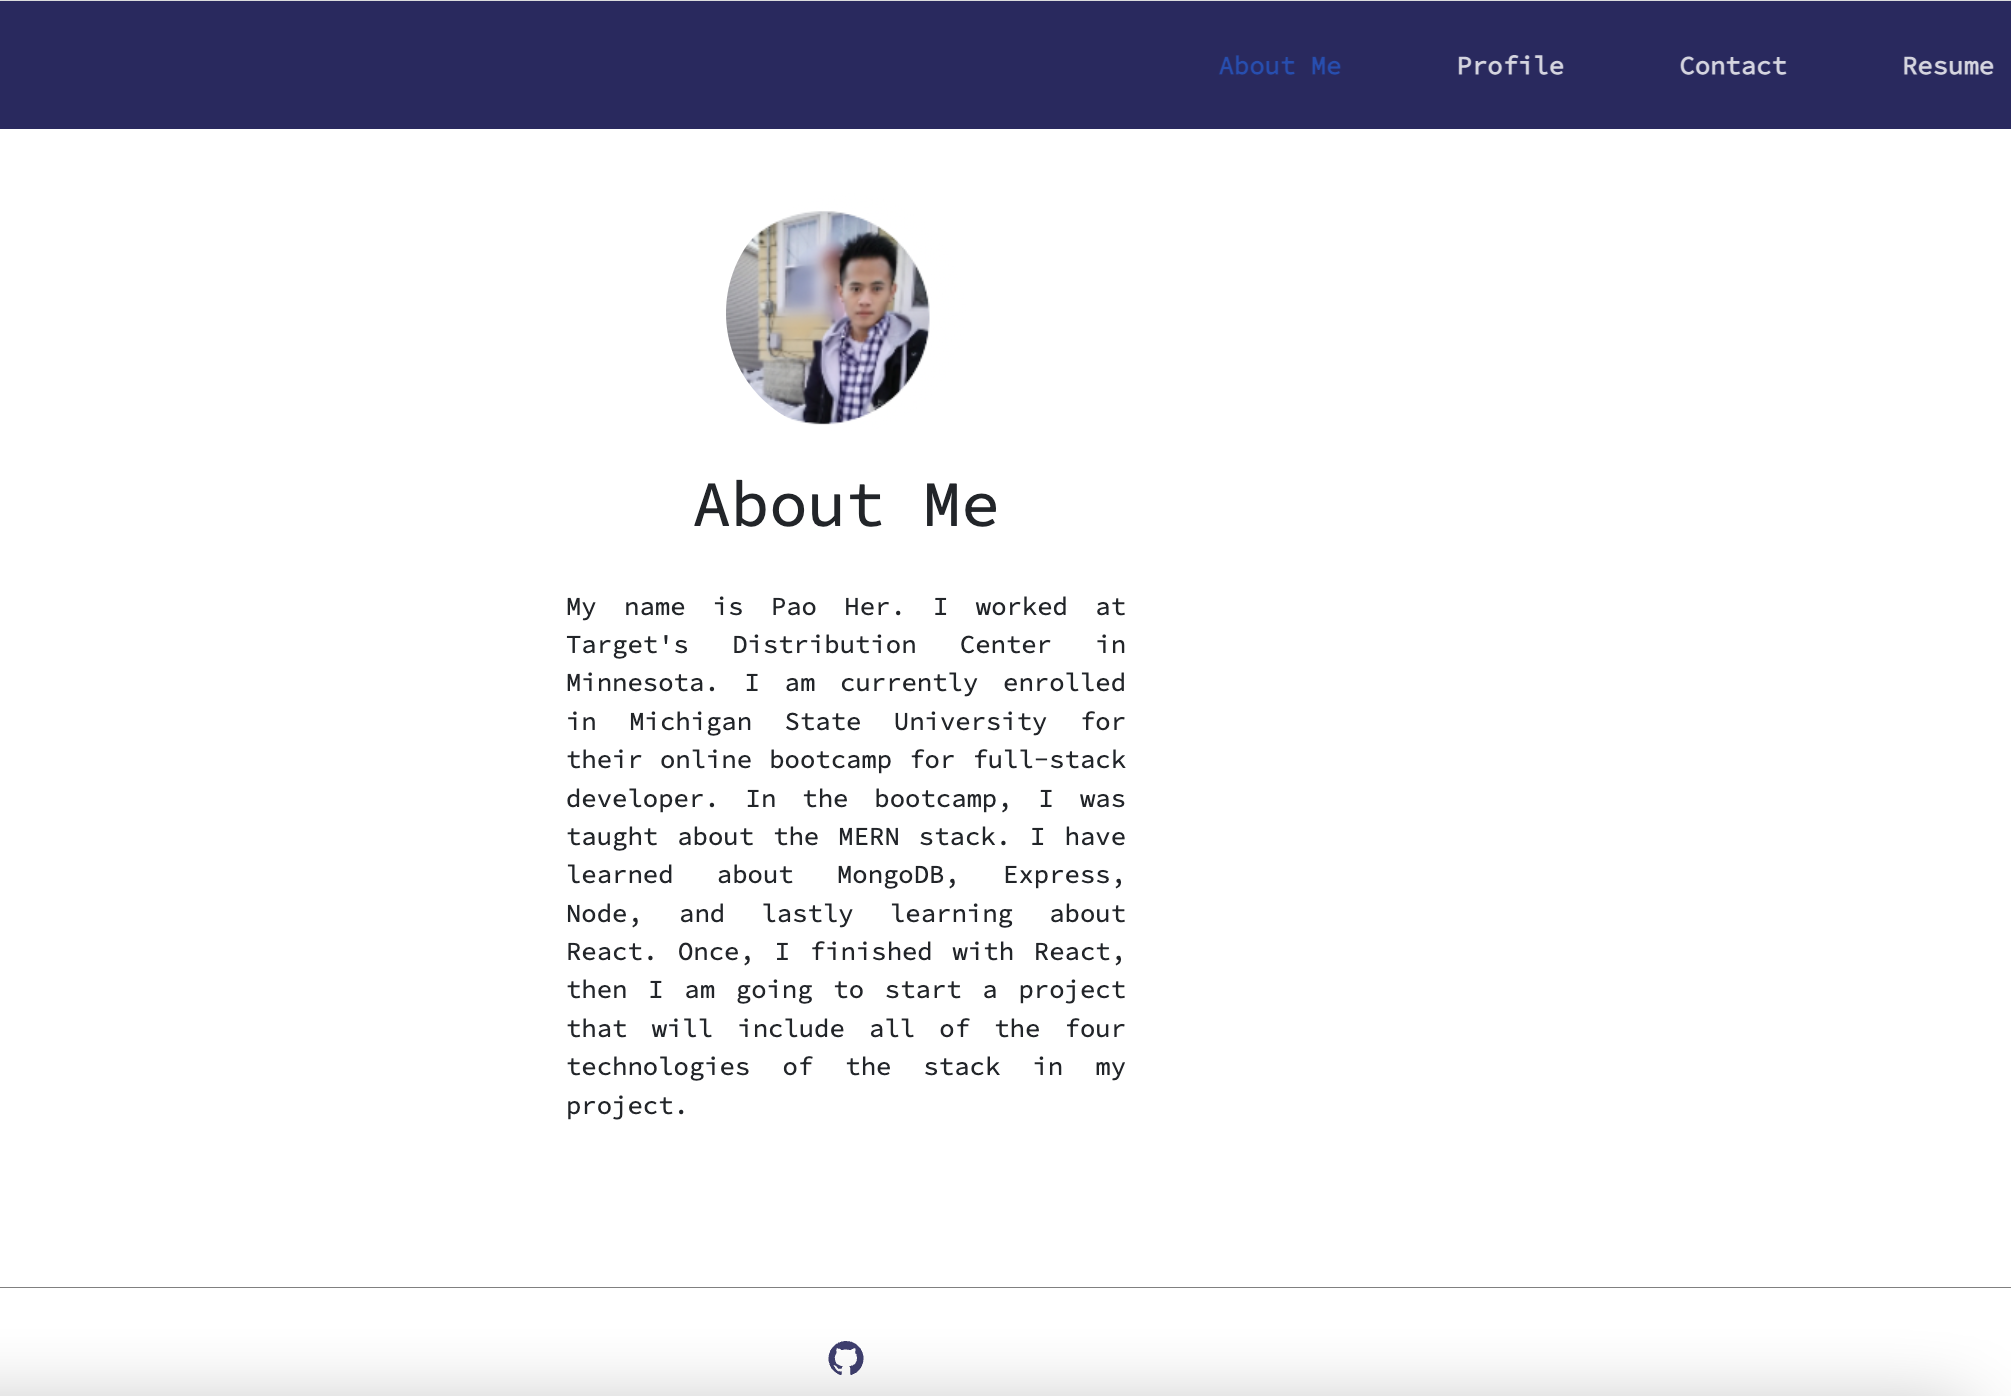 About Me Profile Contact Resume
About Me
My name is Pao Her. I worked at
Target's Distribution Center in
Minnesota. I am currently enrolled
in Michigan State University for
their online bootcamp for full-stack
developer. In the bootcamp, I was
taught about the MERN stack. I have
learned about MongoDB, Express,
Node, and lastly learning about
React. Once, I finished with React,
then I am going to start a project
that will include all of the four
technologies of the stack in my
project.